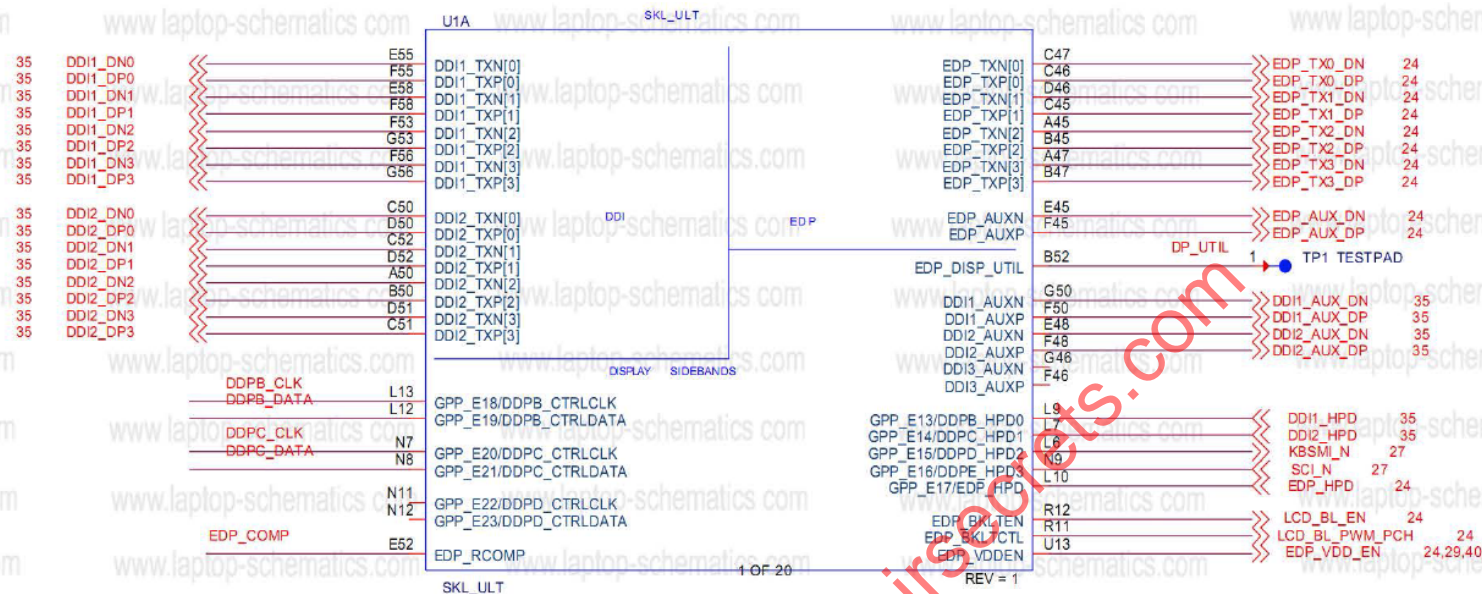 U1A SKL_ULT
35 DDI1_DN0 E55 DDI1_TXN[0] EDP_TXN[0] C47 EDP_TX0_DN 24
35 DDI1_DP0 F55 DDI1_TXP[0] EDP_TXP[0] C46 EDP_TX0_DP 24
35 DDI1_DN1 E58 DDI1_TXN[1] EDP_TXN[1] D46 EDP_TX1_DN 24
35 DDI1_DP1 F58 DDI1_TXP[1] EDP_TXP[1] C45 EDP_TX1_DP 24
35 DDI1_DN2 F53 DDI1_TXN[2] EDP_TXN[2] A45 EDP_TX2_DN 24
35 DDI1_DP2 G53 DDI1_TXP[2] EDP_TXP[2] B45 EDP_TX2_DP 24
35 DDI1_DN3 F56 DDI1_TXN[3] EDP_TXN[3] A47 EDP_TX3_DN 24
35 DDI1_DP3 G56 DDI1_TXP[3] EDP_TXP[3] B47 EDP_TX3_DP 24
35 DDI2_DN0 C50 DDI2_TXN[0] DDI EDP EDP_AUXN E45 EDP_AUX_DN 24
35 DDI2_DP0 D50 DDI2_TXP[0] EDP_AUXP F45 EDP_AUX_DP 24
35 DDI2_DN1 C52 DDI2_TXN[1]
35 DDI2_DP1 D52 DDI2_TXP[1] EDP_DISP_UTIL B52 DP_UTIL 1 TP1 TESTPAD
35 DDI2_DN2 A50 DDI2_TXN[2]
35 DDI2_DP2 B50 DDI2_TXP[2] DDI1_AUXN G50 DDI1_AUX_DN 35
35 DDI2_DN3 D51 DDI2_TXN[3] DDI1_AUXP F50 DDI1_AUX_DP 35
35 DDI2_DP3 C51 DDI2_TXP[3] DDI2_AUXN E48 DDI2_AUX_DN 35
DDI2_AUXP F48 DDI2_AUX_DP 35
DISPLAY SIDEBANDS DDI3_AUXN G46
DDI3_AUXP F46
DDPB_CLK L13 GPP_E18/DDPB_CTRLCLK
DDPB_DATA L12 GPP_E19/DDPB_CTRLDATA GPP_E13/DDPB_HPD0 L9 DDI1_HPD 35
GPP_E14/DDPC_HPD1 L7 DDI2_HPD 35
DDPC_CLK N7 GPP_E20/DDPC_CTRLCLK GPP_E15/DDPD_HPD2 L6 KBSMI_N 27
DDPC_DATA N8 GPP_E21/DDPC_CTRLDATA GPP_E16/DDPE_HPD3 N9 SCI_N 27
GPP_E17/EDP_HPD L10 EDP_HPD 24
N11 GPP_E22/DDPD_CTRLCLK
N12 GPP_E23/DDPD_CTRLDATA EDP_BKLTEN R12 LCD_BL_EN 24
EDP_BKLTCTL R11 LCD_BL_PWM_PCH 24
EDP_COMP E52 EDP_RCOMP EDP_VDDEN U13 EDP_VDD_EN 24,29,40
1 OF 20
SKL_ULT REV = 1
www.laptop-schematics.com
irsecrets.com